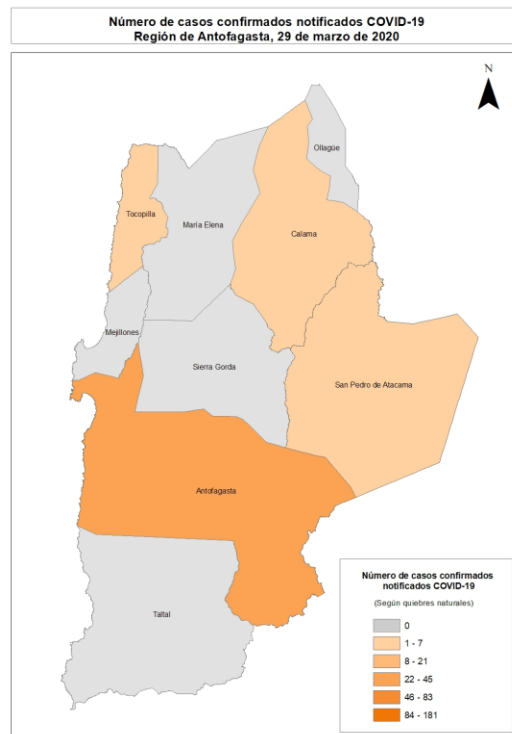 Número de casos confirmados notificados COVID-19
Región de Antofagasta, 29 de marzo de 2020
N
Ollagüe
Tocopilla
María Elena
Calama
Mejillones
Sierra Gorda
San Pedro de Atacama
Antofagasta
Taltal
Número de casos confirmados
notificados COVID-19
(Según quiebres naturales)
0
1 - 7
8 - 21
22 - 45
46 - 83
84 - 181